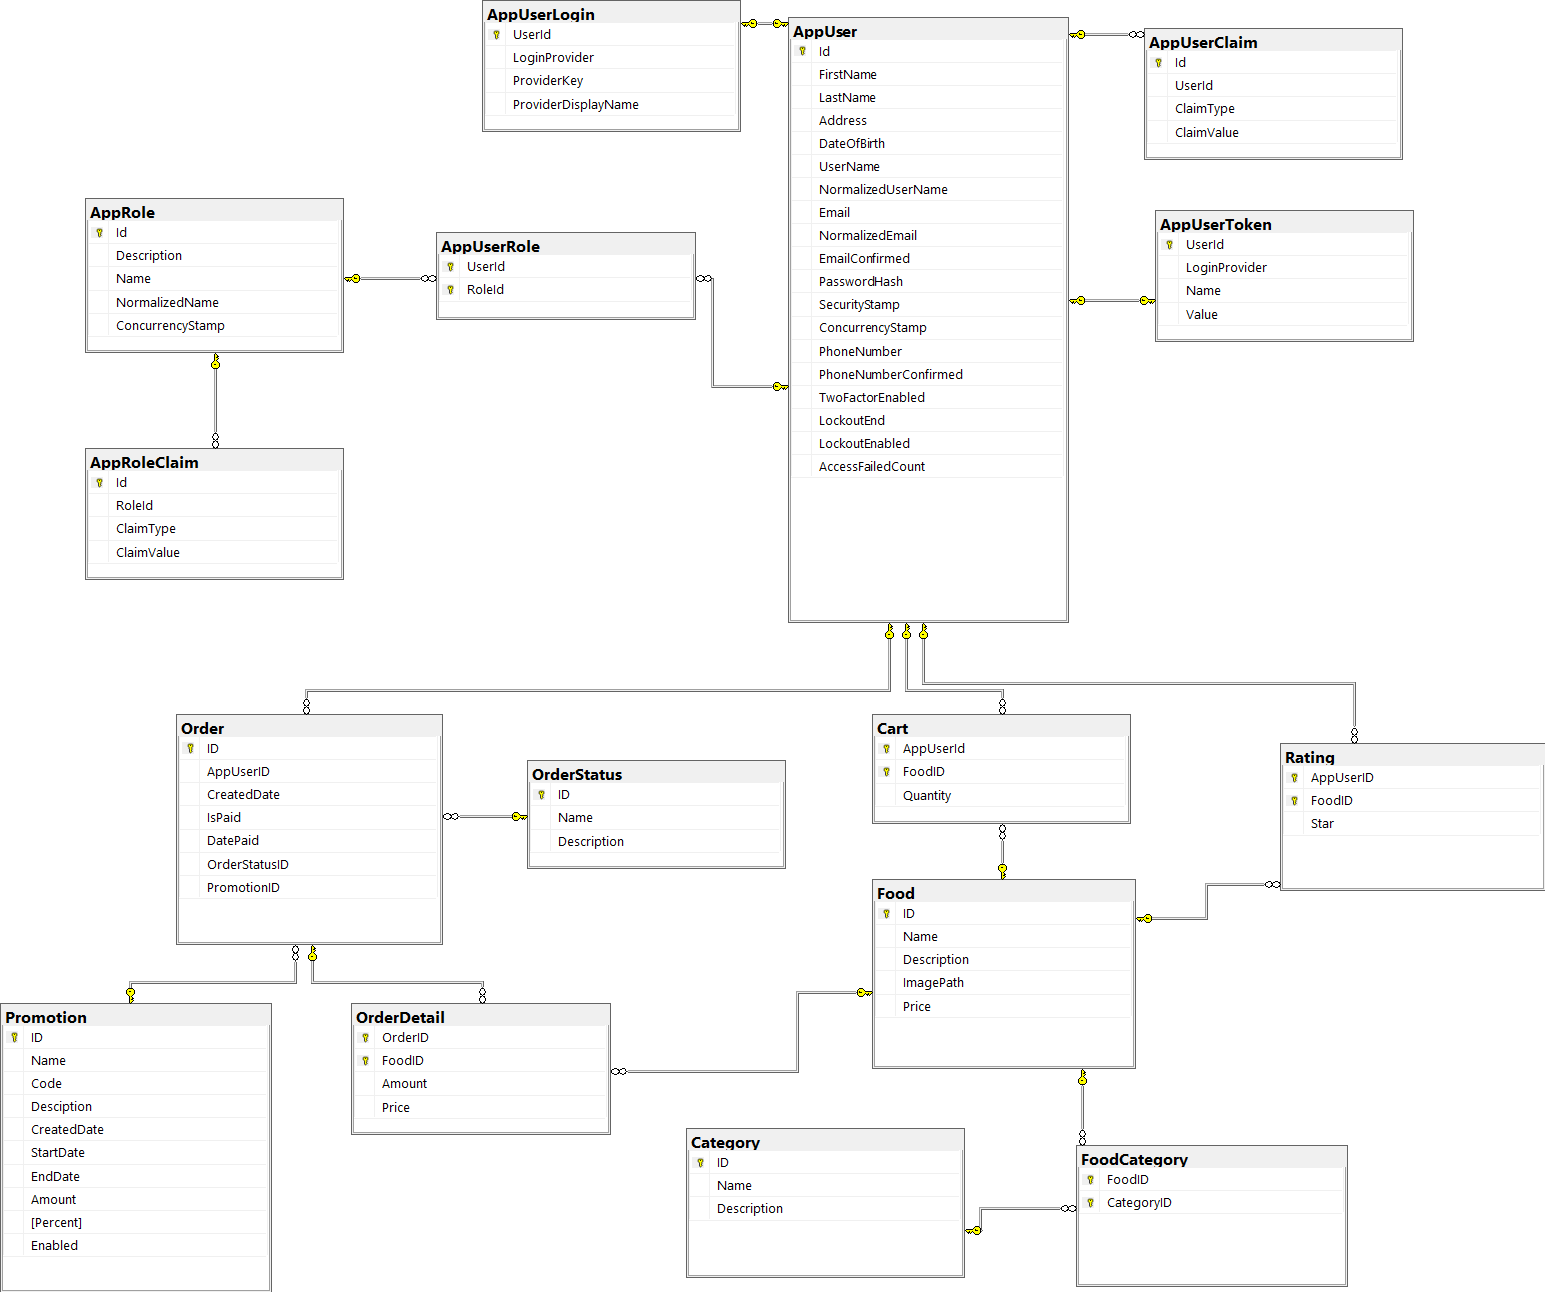 AppUserLogin
UserId
LoginProvider
ProviderKey
ProviderDisplayName
AppUser
Id
FirstName
LastName
Address
DateOfBirth
UserName
NormalizedUserName
Email
NormalizedEmail
EmailConfirmed
PasswordHash
SecurityStamp
ConcurrencyStamp
PhoneNumber
PhoneNumberConfirmed
TwoFactorEnabled
LockoutEnd
LockoutEnabled
AccessFailedCount
AppUserClaim
Id
UserId
ClaimType
ClaimValue
AppRole
Id
Description
Name
NormalizedName
ConcurrencyStamp
AppUserRole
UserId
RoleId
AppUserToken
UserId
LoginProvider
Name
Value
AppRoleClaim
Id
RoleId
ClaimType
ClaimValue
Order
ID
AppUserID
CreatedDate
IsPaid
DatePaid
OrderStatusID
PromotionID
OrderStatus
ID
Name
Description
Cart
AppUserId
FoodID
Quantity
Rating
AppUserID
FoodID
Star
Food
ID
Name
Description
ImagePath
Price
Promotion
ID
Name
Code
Desciption
CreatedDate
StartDate
EndDate
Amount
[Percent]
Enabled
OrderDetail
OrderID
FoodID
Amount
Price
Category
ID
Name
Description
FoodCategory
FoodID
CategoryID